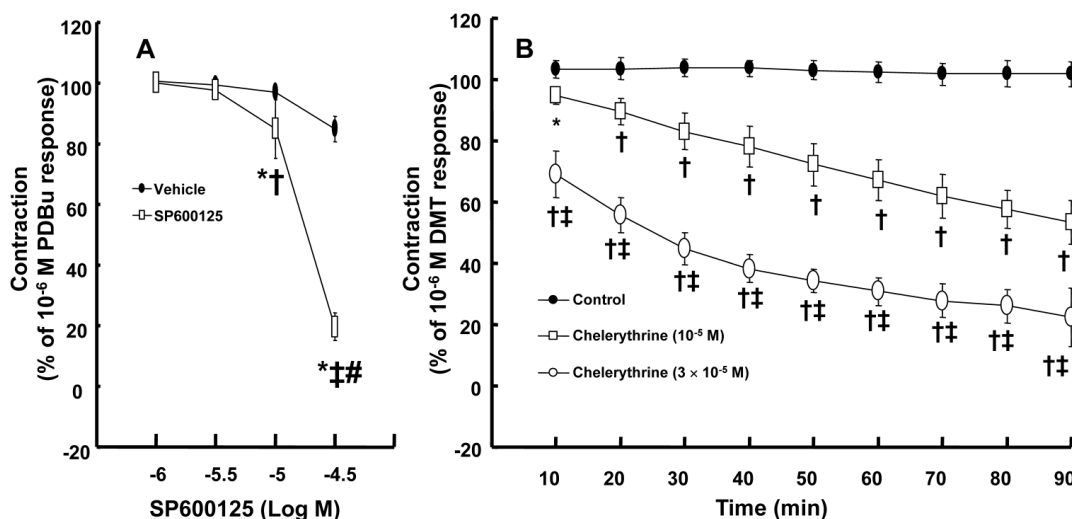 A
Contraction
(% of 10⁻⁶ M PDBu response)
120
100
80
60
40
20
0
-20
Vehicle
SP600125
*†
*‡#
-6 -5.5 -5 -4.5
SP600125 (Log M)
B
Contraction
(% of 10⁻⁶ M DMT response)
120
100
80
60
40
20
0
-20
* † † † † † † † †
†‡ †‡ †‡ †‡ †‡ †‡ †‡ †‡ †‡
Control
Chelerythrine (10⁻⁵ M)
Chelerythrine (3 × 10⁻⁵ M)
10 20 30 40 50 60 70 80 90
Time (min)